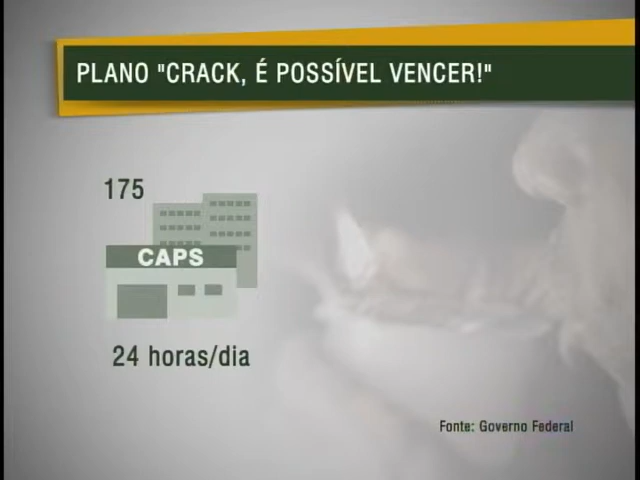 PLANO "CRACK, É POSSÍVEL VENCER!"
175
CAPS
24 horas/dia
Fonte: Governo Federal